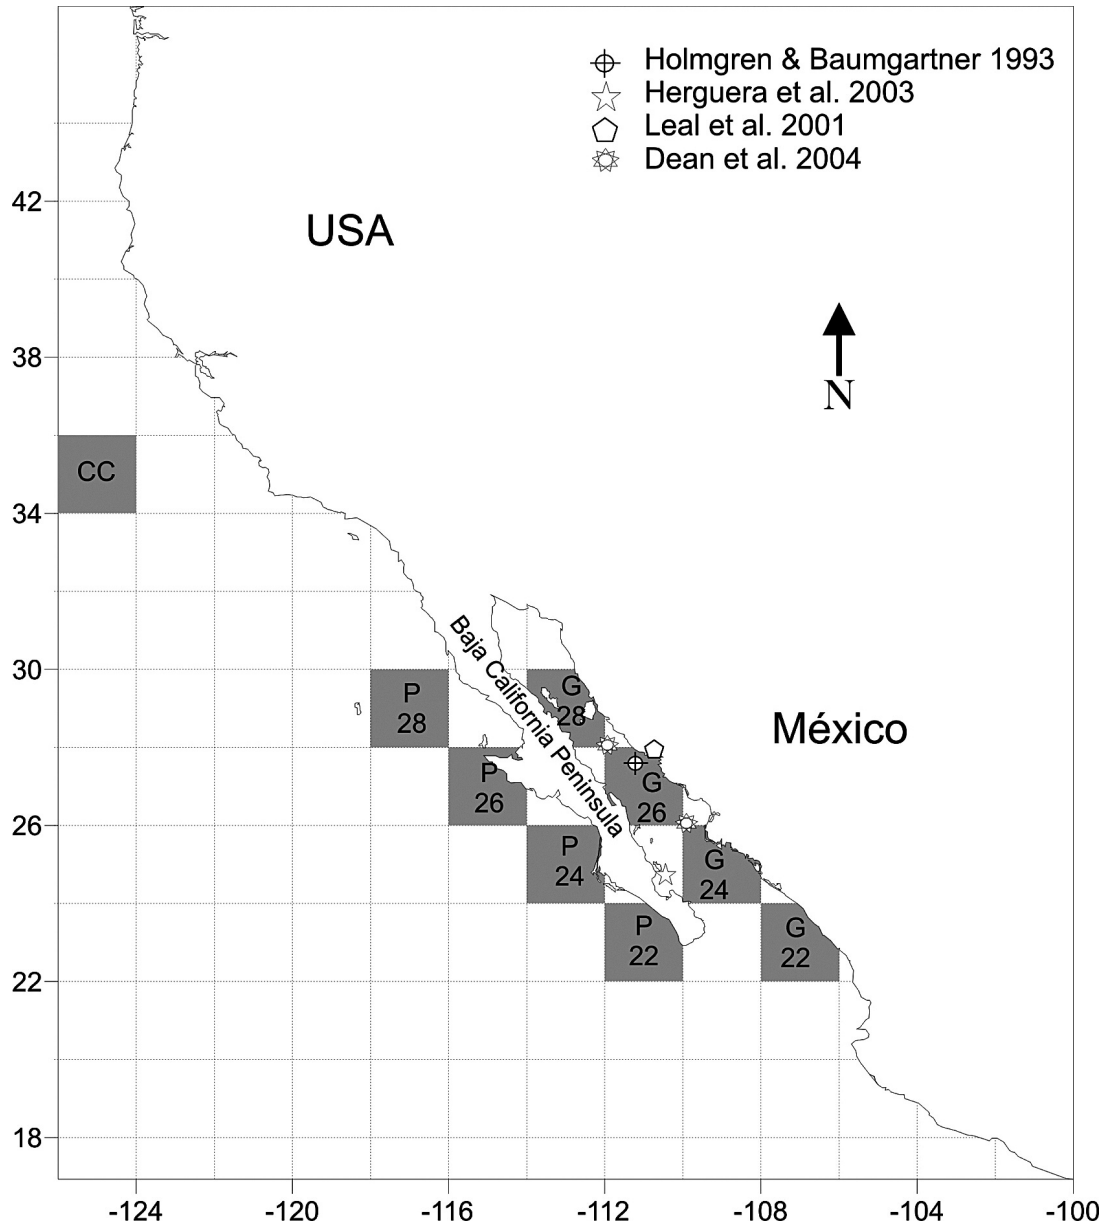 Holmgren & Baumgartner 1993
Herguera et al. 2003
Leal et al. 2001
Dean et al. 2004
42
USA
38
N
CC
34
Baja California Peninsula
30
P
28
G
28
México
P
26
G
26
26
P
24
G
24
P
22
G
22
22
18
-124
-120
-116
-112
-108
-104
-100